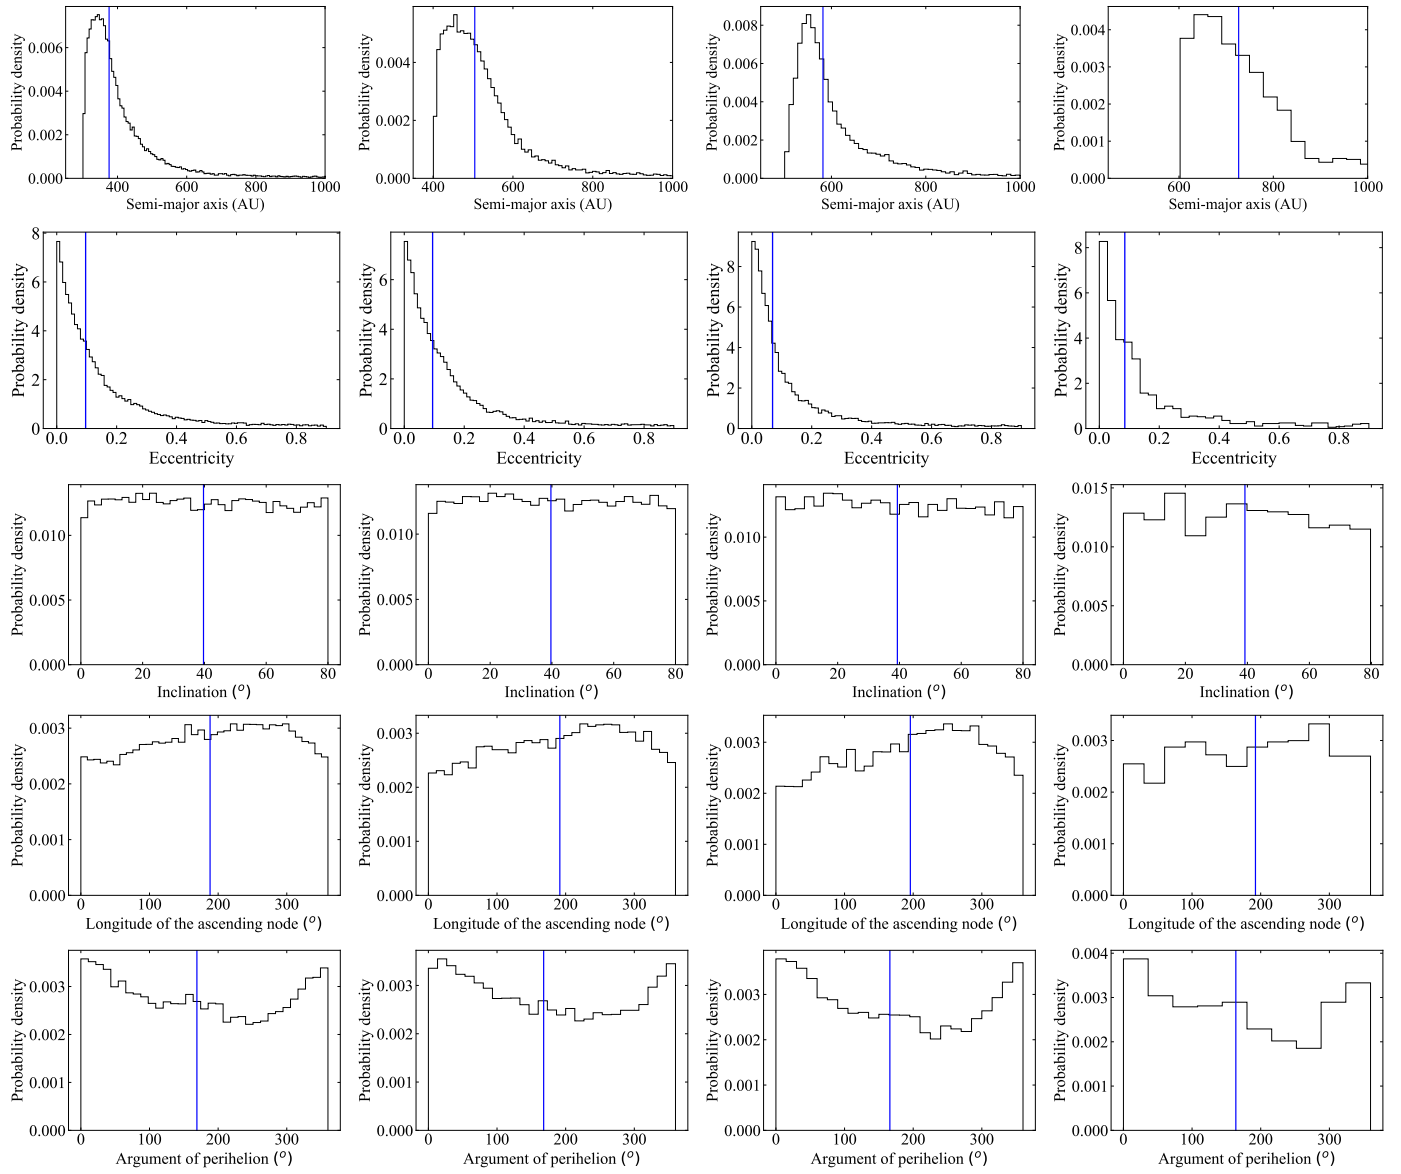 Probability density
0.006
0.004
0.002
0.000
400 600 800 1000
Semi-major axis (AU)
Probability density
0.004
0.002
0.000
400 600 800 1000
Semi-major axis (AU)
Probability density
0.008
0.006
0.004
0.002
0.000
600 800 1000
Semi-major axis (AU)
Probability density
0.004
0.003
0.002
0.001
0.000
600 800 1000
Semi-major axis (AU)
Probability density
8
6
4
2
0
0.0 0.2 0.4 0.6 0.8
Eccentricity
Probability density
6
4
2
0
0.0 0.2 0.4 0.6 0.8
Eccentricity
Probability density
8
6
4
2
0
0.0 0.2 0.4 0.6 0.8
Eccentricity
Probability density
8
6
4
2
0
0.0 0.2 0.4 0.6 0.8
Eccentricity
Probability density
0.010
0.005
0.000
0 20 40 60 80
Inclination (°)
Probability density
0.010
0.005
0.000
0 20 40 60 80
Inclination (°)
Probability density
0.010
0.005
0.000
0 20 40 60 80
Inclination (°)
Probability density
0.015
0.010
0.005
0.000
0 20 40 60 80
Inclination (°)
Probability density
0.003
0.002
0.001
0.000
0 100 200 300
Longitude of the ascending node (°)
Probability density
0.003
0.002
0.001
0.000
0 100 200 300
Longitude of the ascending node (°)
Probability density
0.003
0.002
0.001
0.000
0 100 200 300
Longitude of the ascending node (°)
Probability density
0.003
0.002
0.001
0.000
0 100 200 300
Longitude of the ascending node (°)
Probability density
0.003
0.002
0.001
0.000
0 100 200 300
Argument of perihelion (°)
Probability density
0.003
0.002
0.001
0.000
0 100 200 300
Argument of perihelion (°)
Probability density
0.003
0.002
0.001
0.000
0 100 200 300
Argument of perihelion (°)
Probability density
0.004
0.003
0.002
0.001
0.000
0 100 200 300
Argument of perihelion (°)